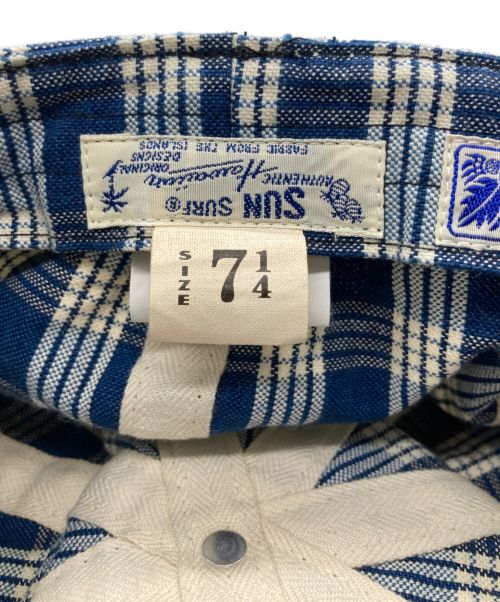 SUN SURF®
AUTHENTIC Hawaiian ORIGINAL
DESIGNS
FABRIC FROM THE ISLANDS
SIZE
7 1/4